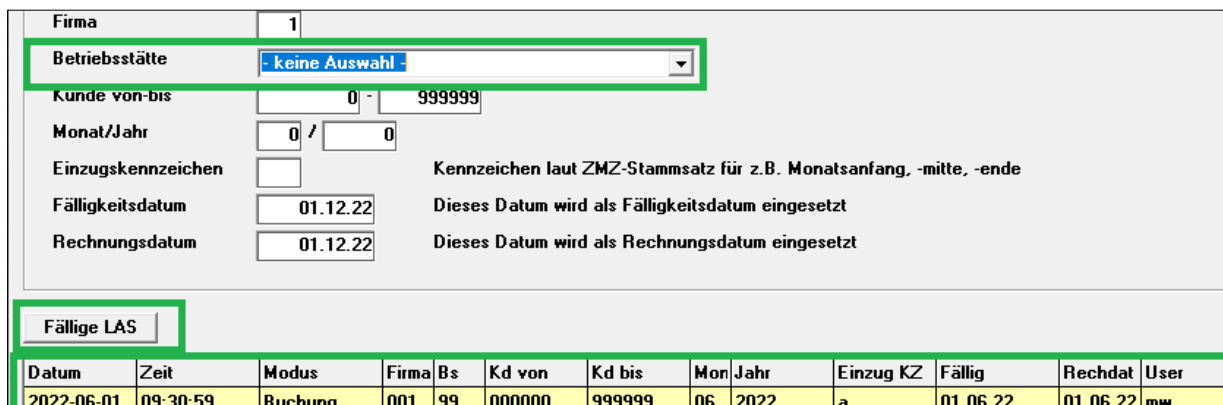 Firma 1
Betriebsstätte - keine Auswahl -
Kunde von-bis 0 - 999999
Monat/Jahr 0 / 0
Einzugskennzeichen Kennzeichen laut ZMZ-Stammsatz für z.B. Monatsanfang, -mitte, -ende
Fälligkeitsdatum 01.12.22 Dieses Datum wird als Fälligkeitsdatum eingesetzt
Rechnungsdatum 01.12.22 Dieses Datum wird als Rechnungsdatum eingesetzt
Fällige LAS
Datum Zeit Modus Firma Bs Kd von Kd bis Mon Jahr Einzug KZ Fällig Rechdat User
2022-06-01 09:30:59 Buchung 001 99 000000 999999 06 2022 a 01.06.22 01.06.22 mw